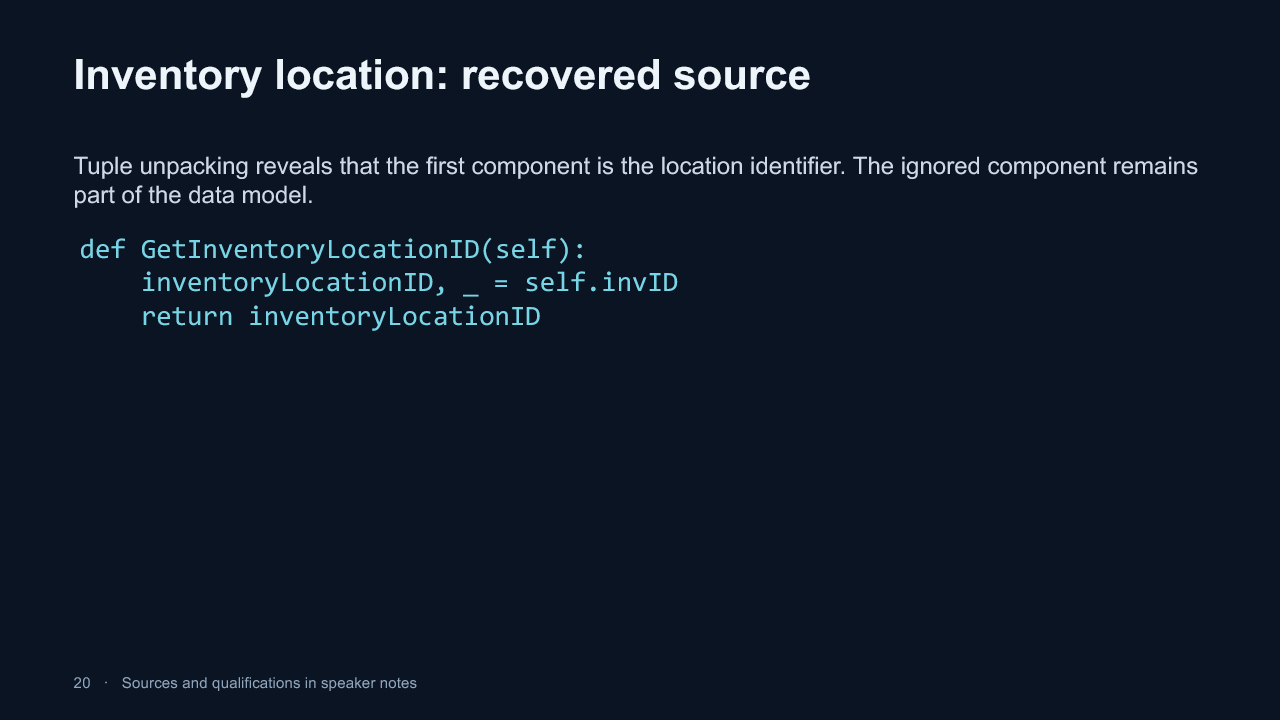 Inventory location: recovered source
Tuple unpacking reveals that the first component is the location identifier. The ignored component remains
part of the data model.
def GetInventoryLocationID(self):
    inventoryLocationID, _ = self.invID
    return inventoryLocationID
20 · Sources and qualifications in speaker notes